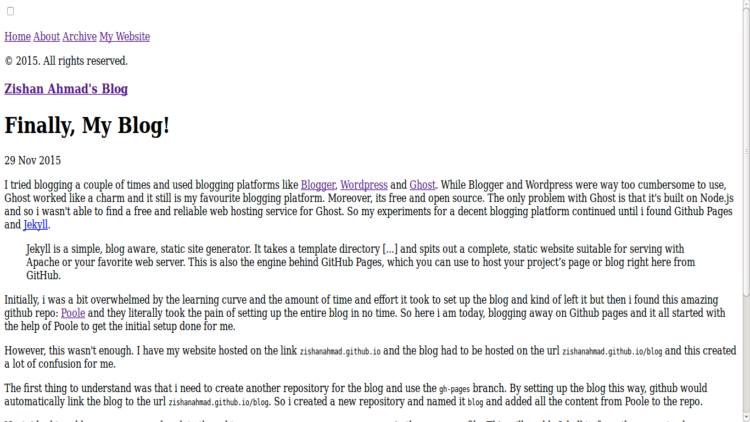 Home About Archive My Website
© 2015. All rights reserved.
Zishan Ahmad's Blog
Finally, My Blog!
29 Nov 2015
I tried blogging a couple of times and used blogging platforms like Blogger, Wordpress and Ghost. While Blogger and Wordpress were way too cumbersome to use,
Ghost worked like a charm and it still is my favourite blogging platform. Moreover, its free and open source. The only problem with Ghost is that it's built on Node.js
and so i wasn't able to find a free and reliable web hosting service for Ghost. So my experiments for a decent blogging platform continued until i found Github Pages
and Jekyll.
Jekyll is a simple, blog aware, static site generator. It takes a template directory [...] and spits out a complete, static website suitable for serving with
Apache or your favorite web server. This is also the engine behind GitHub Pages, which you can use to host your project's page or blog right here from
GitHub.
Initially, i was a bit overwhelmed by the learning curve and the amount of time and effort it took to set up the blog and kind of left it but then i found this amazing
github repo: Poole and they literally took the pain of setting up the entire blog in no time. So here i am today, blogging away on Github pages and it all started with
the help of Poole to get the initial setup done for me.
However, this wasn't enough. I have my website hosted on the link zishanahmad.github.io and the blog had to be hosted on the url zishanahmad.github.io/blog and this created
a lot of confusion for me.
The first thing to understand was that i need to create another repository for the blog and use the gh-pages branch. By setting up the blog this way, github would
automatically link the blog to the url zishanahmad.github.io/blog. So i created a new repository and named it blog and added all the content from Poole to the repo.